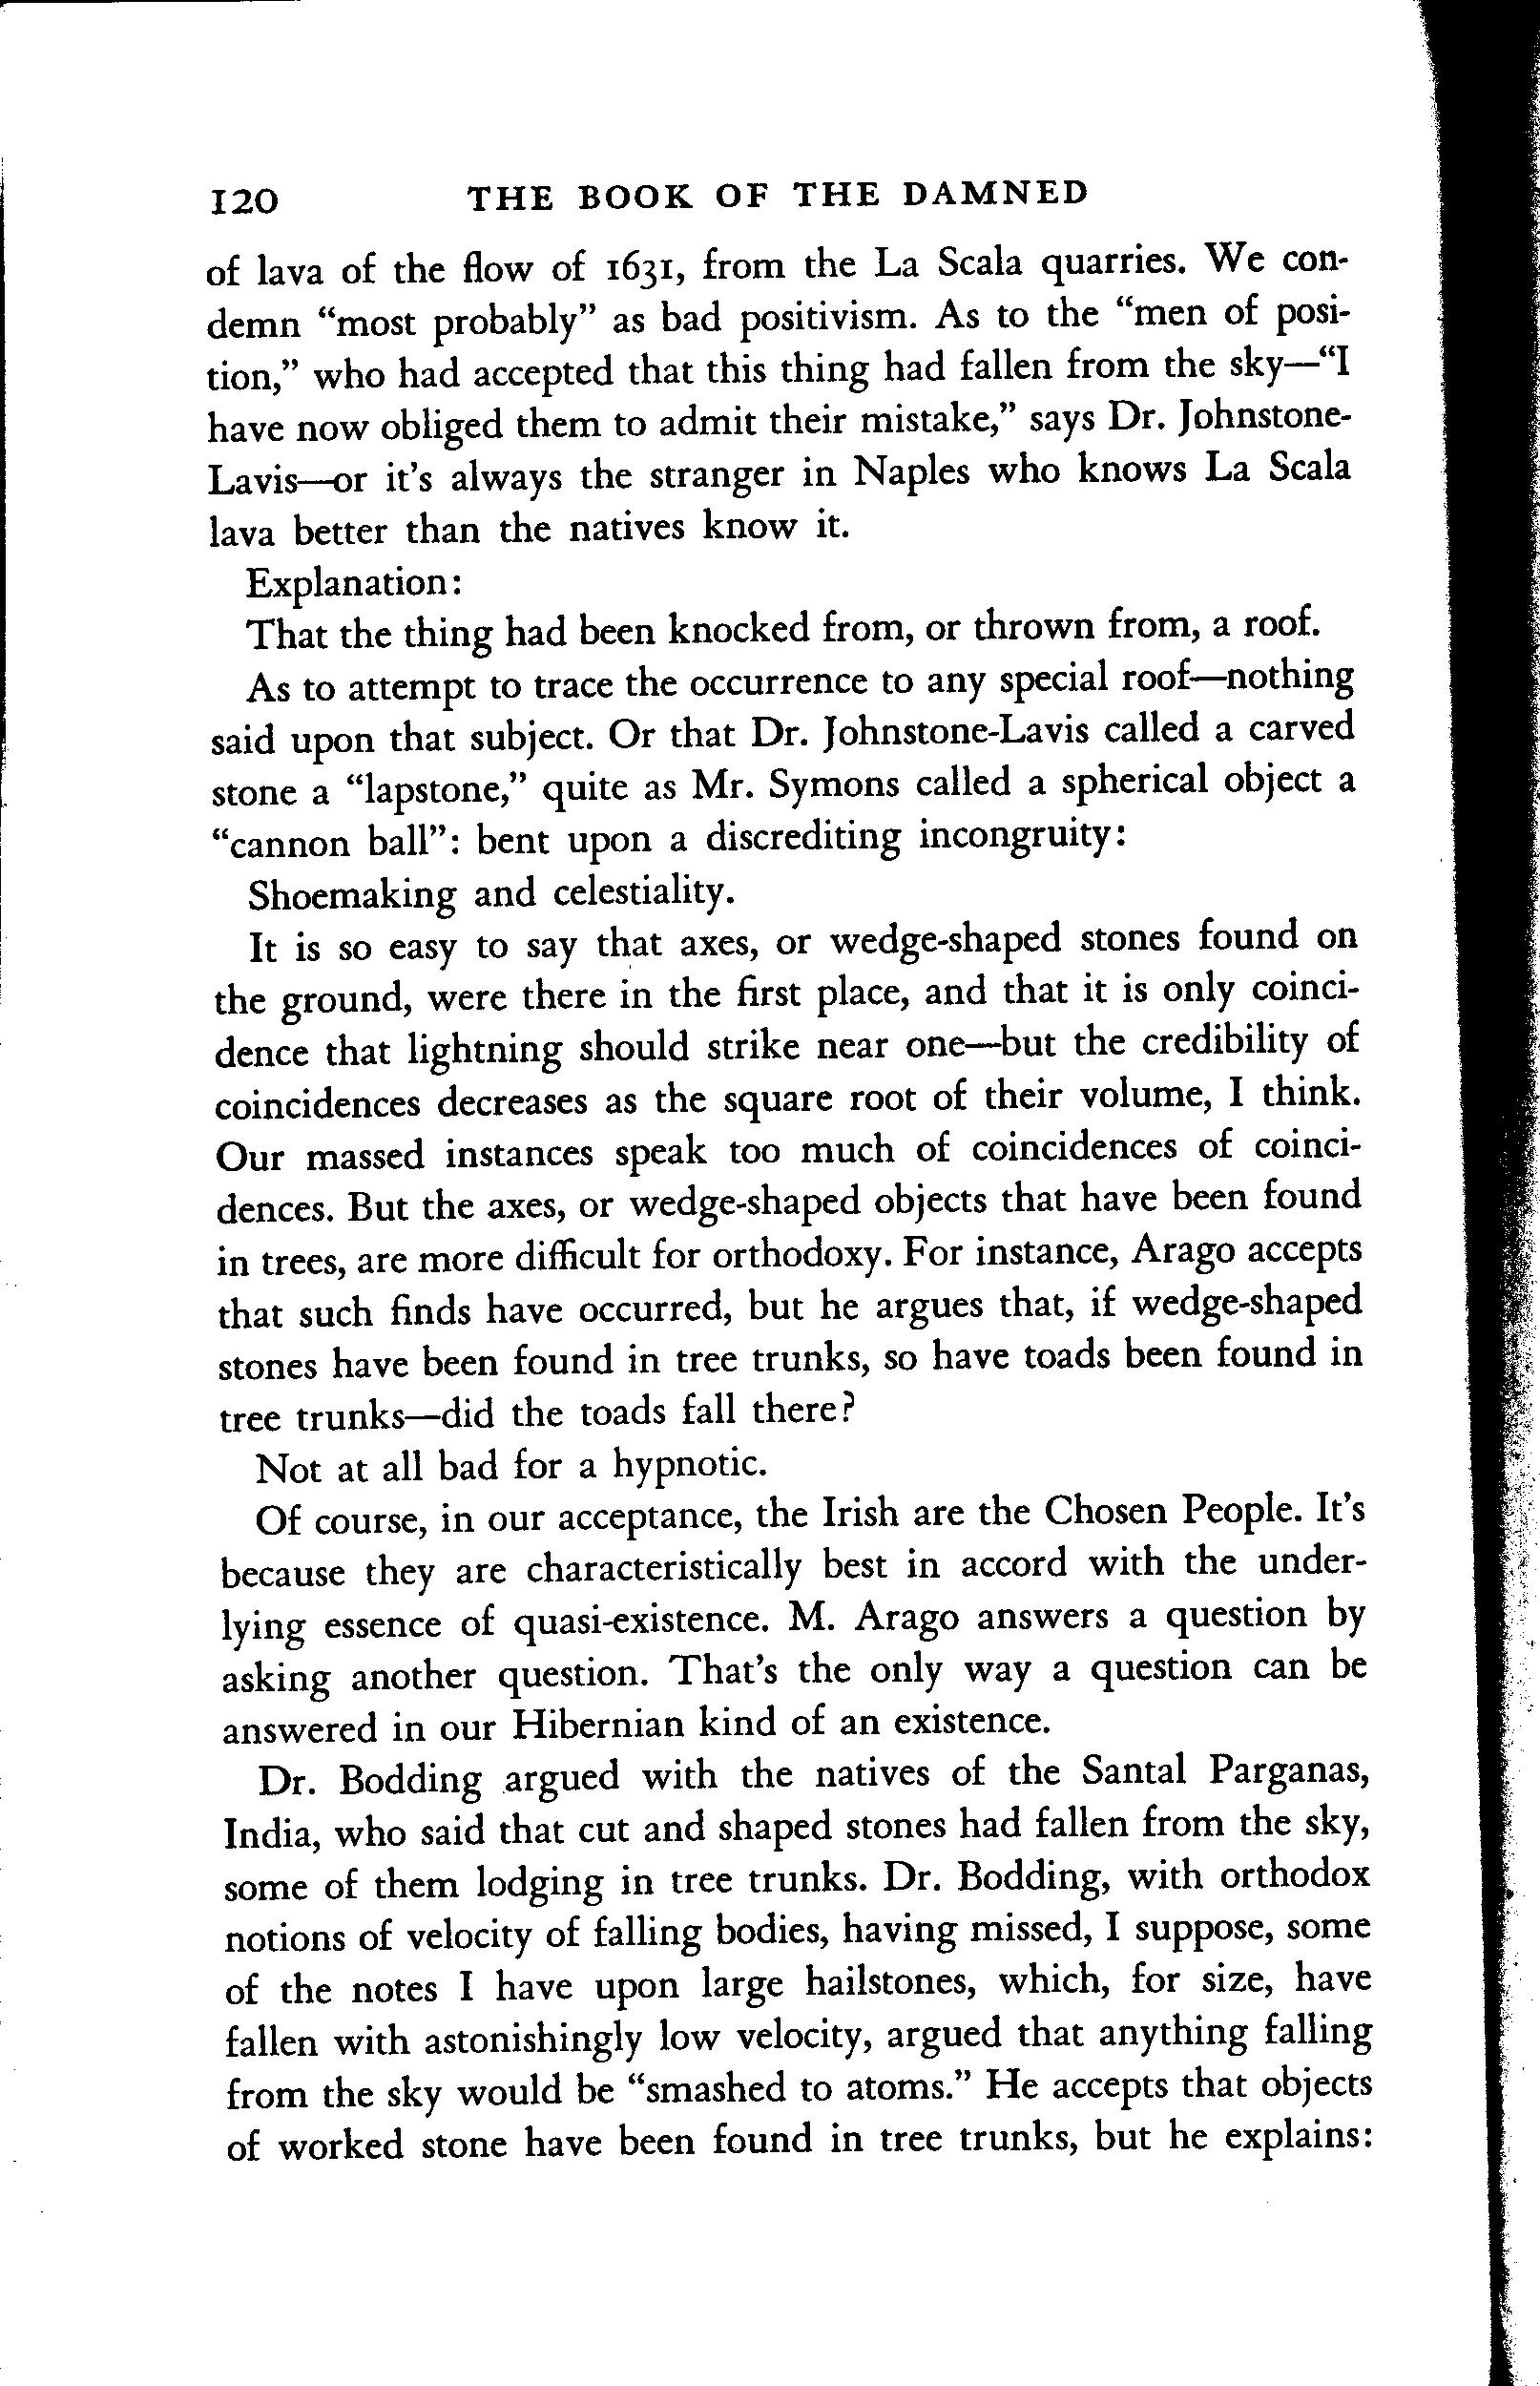 120 THE BOOK OF THE DAMNED
of lava of the flow of 1631, from the La Scala quarries. We con-
demn “most probably” as bad positivism. As to the “men of posi-
tion,” who had accepted that this thing had fallen from the sky—“I
have now obliged them to admit their mistake,” says Dr. Johnstone-
Lavis—or it’s always the stranger in Naples who knows La Scala
lava better than the natives know it.
Explanation:
That the thing had been knocked from, or thrown from, a roof.
As to attempt to trace the occurrence to any special roof—nothing
said upon that subject. Or that Dr. Johnstone-Lavis called a carved
stone a “lapstone,” quite as Mr. Symons called a spherical object a
“cannon ball”: bent upon a discrediting incongruity:
Shoemaking and celestiality.
It is so easy to say that axes, or wedge-shaped stones found on
the ground, were there in the first place, and that it is only coinci-
dence that lightning should strike near one—but the credibility of
coincidences decreases as the square root of their volume, I think.
Our massed instances speak too much of coincidences of coinci-
dences. But the axes, or wedge-shaped objects that have been found
in trees, are more difficult for orthodoxy. For instance, Arago accepts
that such finds have occurred, but he argues that, if wedge-shaped
stones have been found in tree trunks, so have toads been found in
tree trunks—did the toads fall there?
Not at all bad for a hypnotic.
Of course, in our acceptance, the Irish are the Chosen People. It’s
because they are characteristically best in accord with the under-
lying essence of quasi-existence. M. Arago answers a question by
asking another question. That’s the only way a question can be
answered in our Hibernian kind of an existence.
Dr. Bodding argued with the natives of the Santal Parganas,
India, who said that cut and shaped stones had fallen from the sky,
some of them lodging in tree trunks. Dr. Bodding, with orthodox
notions of velocity of falling bodies, having missed, I suppose, some
of the notes I have upon large hailstones, which, for size, have
fallen with astonishingly low velocity, argued that anything falling
from the sky would be “smashed to atoms.” He accepts that objects
of worked stone have been found in tree trunks, but he explains: